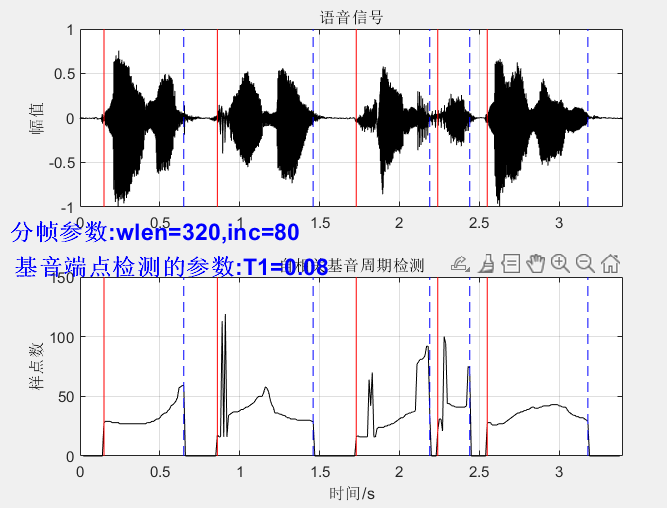 语音信号
1
0.5
0
-0.5
-1
幅值
0 0.5 1 1.5 2 2.5 3
分帧参数:wlen=320,inc=80
基音端点检测的参数:T1=0.08
基音周期检测
150
100
50
0
样点数
0 0.5 1 1.5 2 2.5 3
时间/s